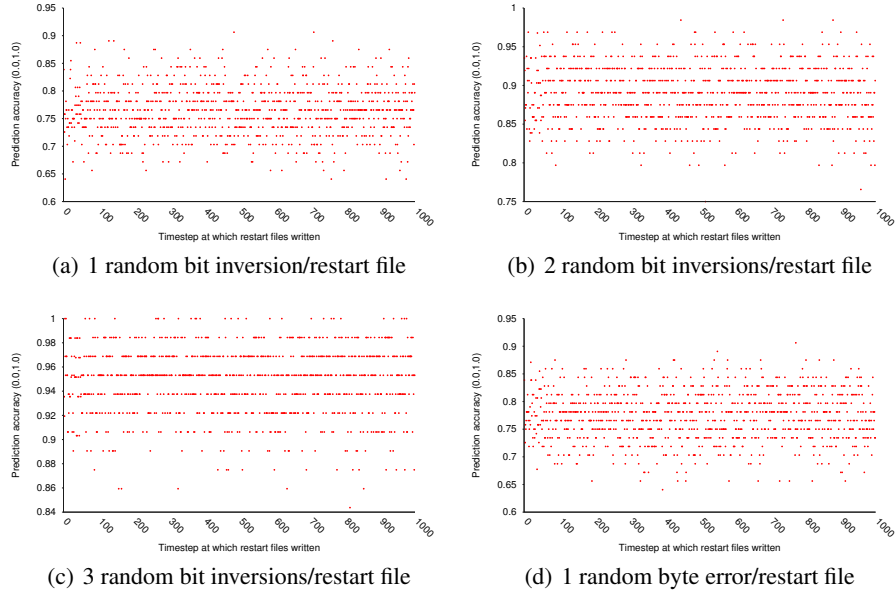 0.95
0.9
0.85
0.8
0.75
0.7
0.65
0.6
Prediction accuracy (0.0,1.0)
0 100 200 300 400 500 600 700 800 900 1000
Timestep at which restart files written
(a) 1 random bit inversion/restart file
1
0.95
0.9
0.85
0.8
0.75
Prediction accuracy (0.0,1.0)
0 100 200 300 400 500 600 700 800 900 1000
Timestep at which restart files written
(b) 2 random bit inversions/restart file
1
0.98
0.96
0.94
0.92
0.9
0.88
0.86
0.84
Prediction accuracy (0.0,1.0)
0 100 200 300 400 500 600 700 800 900 1000
Timestep at which restart files written
(c) 3 random bit inversions/restart file
0.95
0.9
0.85
0.8
0.75
0.7
0.65
0.6
Prediction accuracy (0.0,1.0)
0 100 200 300 400 500 600 700 800 900 1000
Timestep at which restart files written
(d) 1 random byte error/restart file